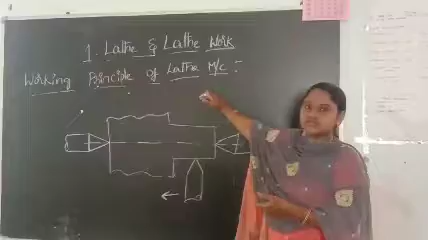 1. Lathe & Lathe Work
Working Principle of Lathe M/c :